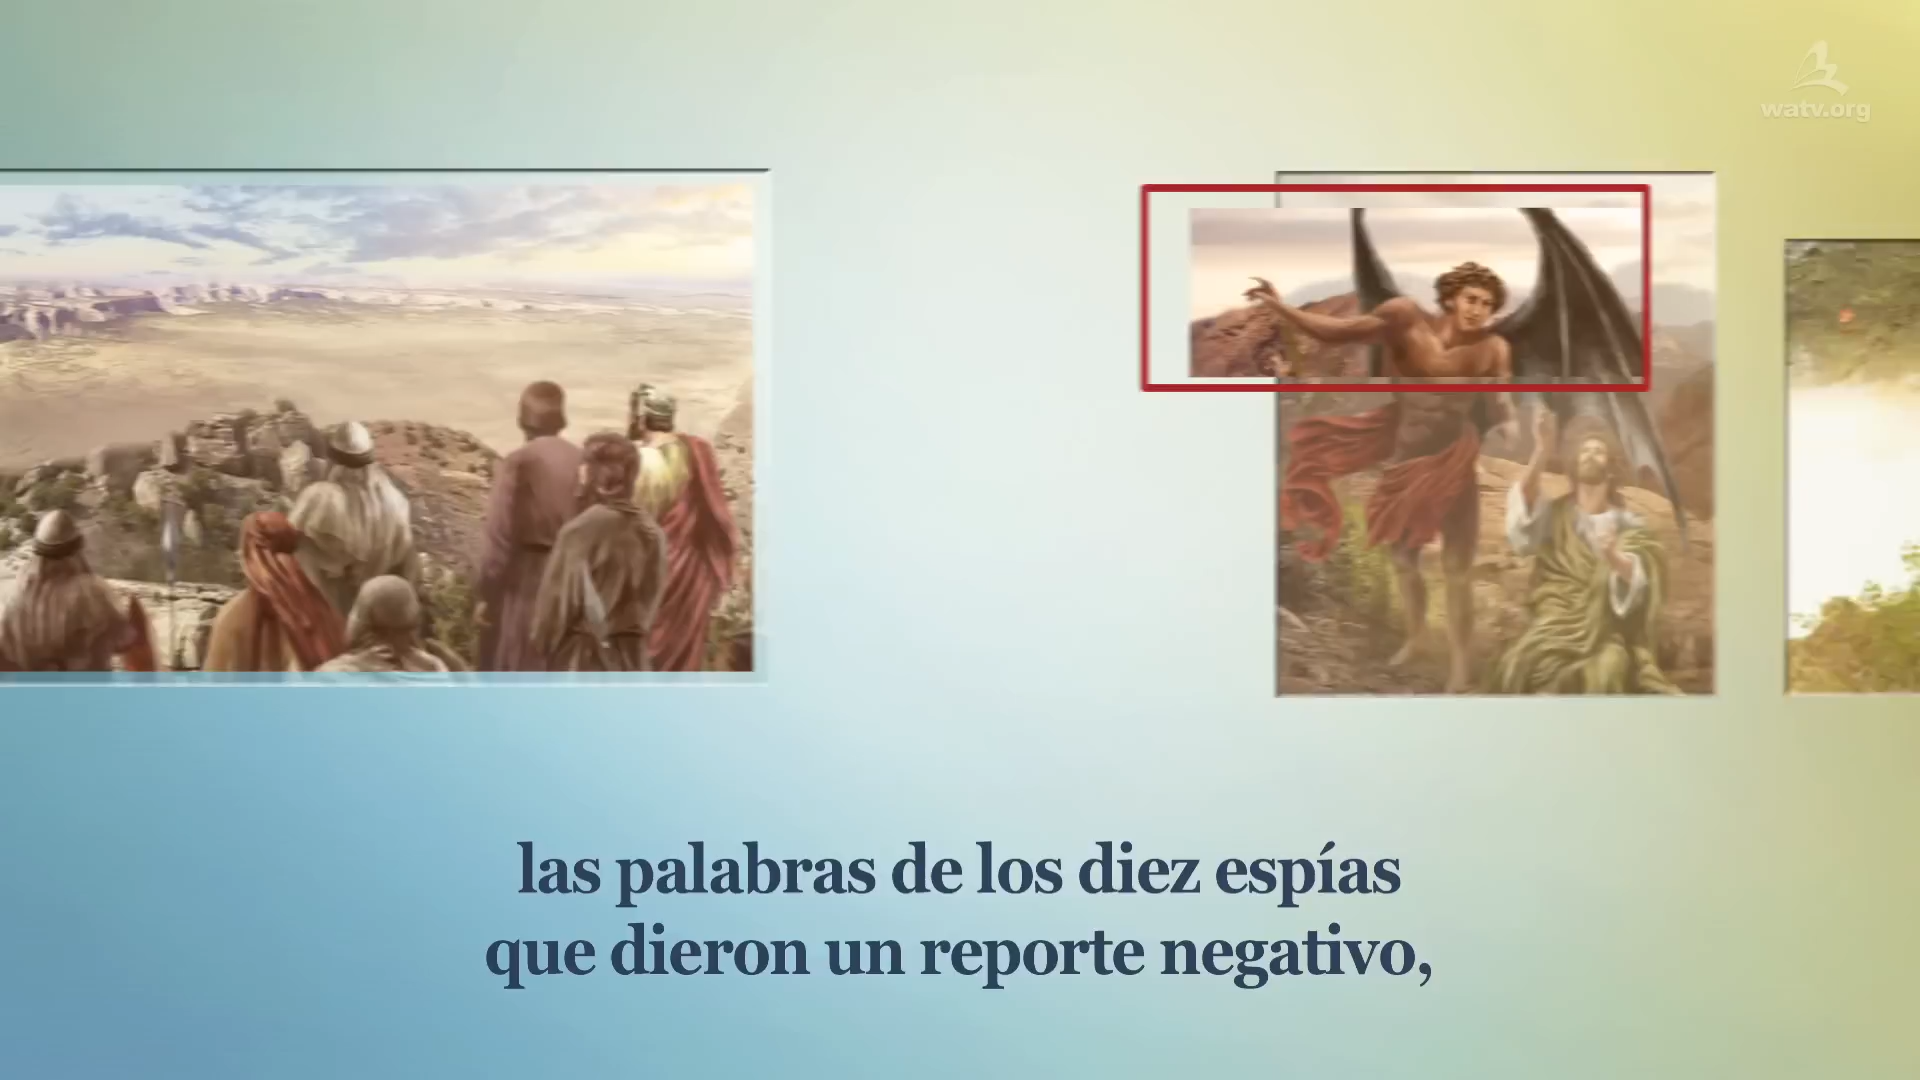 watv.org
las palabras de los diez espías
que dieron un reporte negativo,